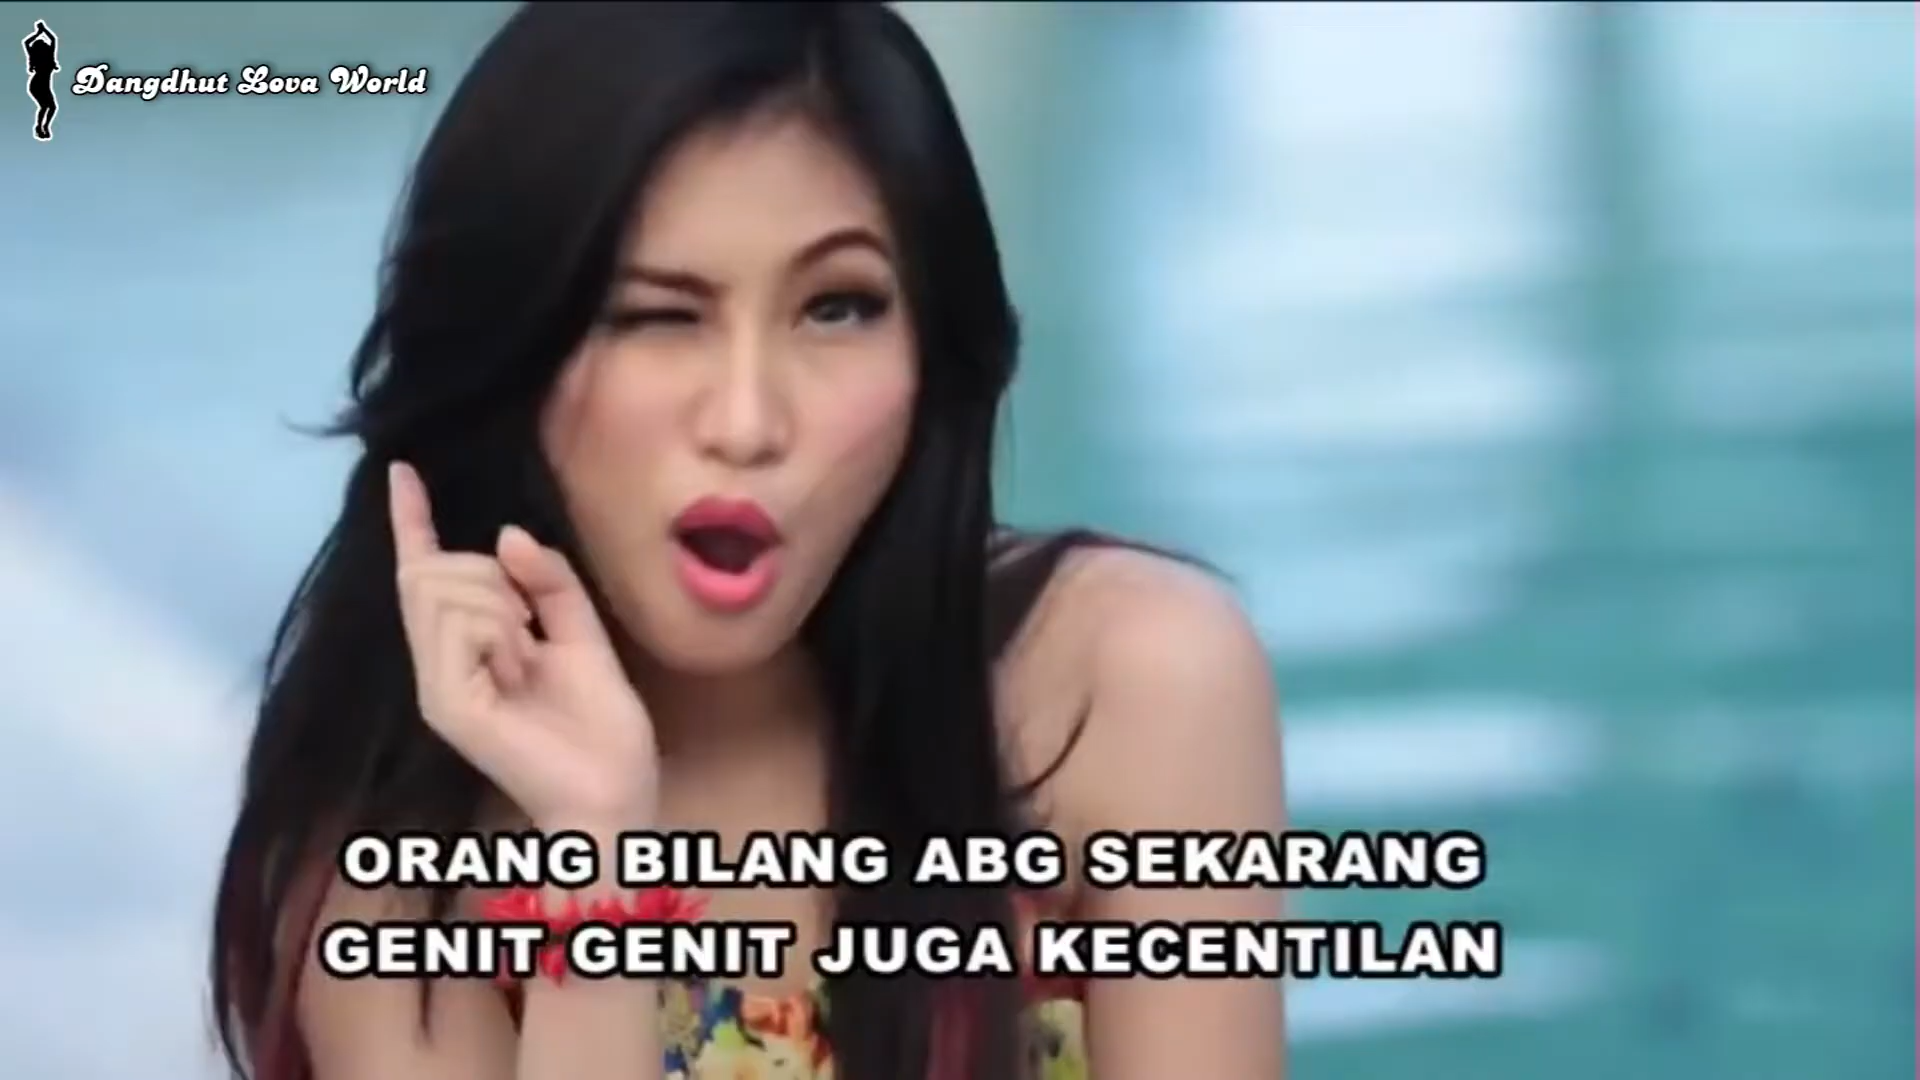 Dangdhut Lova World
ORANG BILANG ABG SEKARANG
GENIT GENIT JUGA KECENTILAN